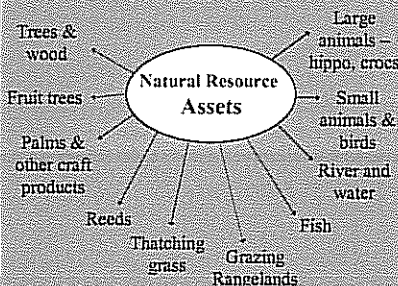 Natural Resource
Assets
Trees &
wood
Fruit trees
Palms &
other craft
products
Reeds
Thatching
grass
Grazing
Rangelands
Fish
River and
water
Small
animals &
birds
Large
animals –
hippo, crocs